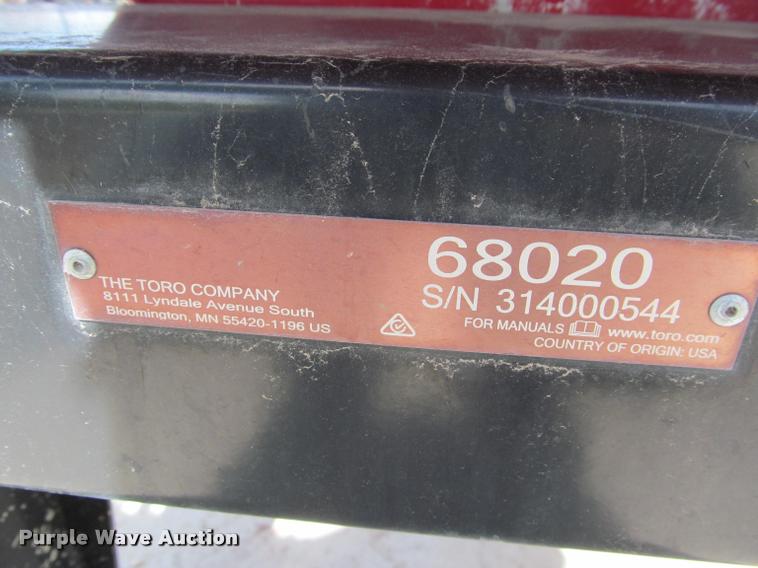 THE TORO COMPANY
8111 Lyndale Avenue South
Bloomington, MN 55420-1196 US
68020
S/N 314000544
FOR MANUALS www.toro.com
COUNTRY OF ORIGIN: USA
Purple Wave Auction